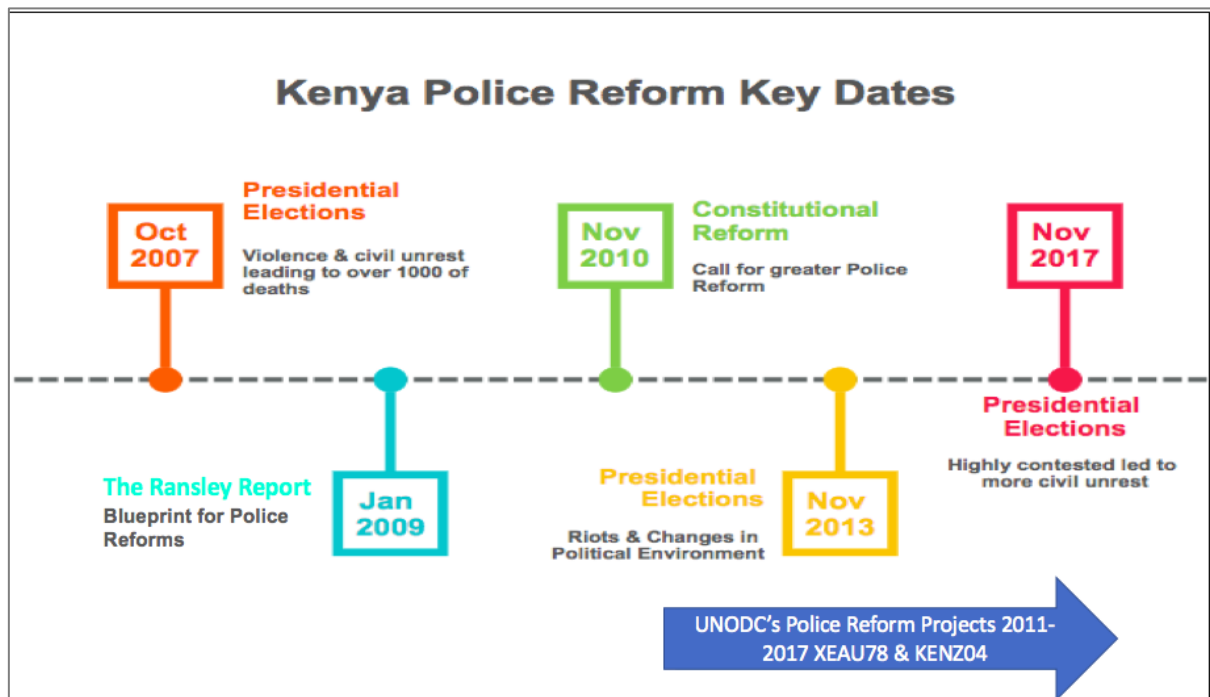 Kenya Police Reform Key Dates
Oct
2007
Presidential
Elections
Violence & civil unrest
leading to over 1000 of
deaths
The Ransley Report
Blueprint for Police
Reforms
Jan
2009
Nov
2010
Constitutional
Reform
Call for greater Police
Reform
Presidential
Elections
Riots & Changes in
Political Environment
Nov
2013
Nov
2017
Presidential
Elections
Highly contested led to
more civil unrest
UNODC's Police Reform Projects 2011-
2017 XEAU78 & KENZ04